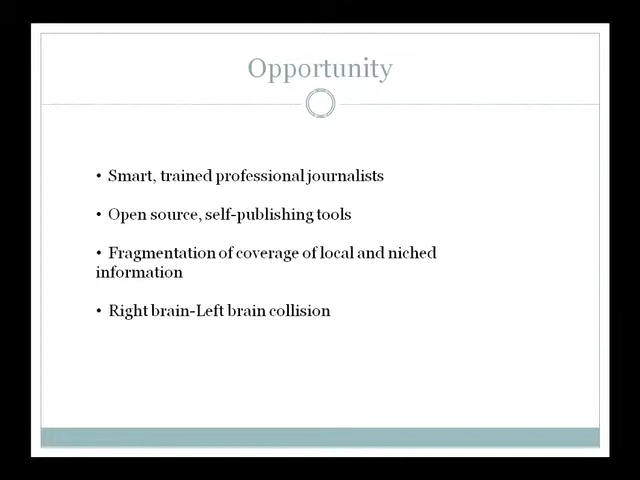 Opportunity
• Smart, trained professional journalists
• Open source, self-publishing tools
• Fragmentation of coverage of local and niched
information
• Right brain-Left brain collision